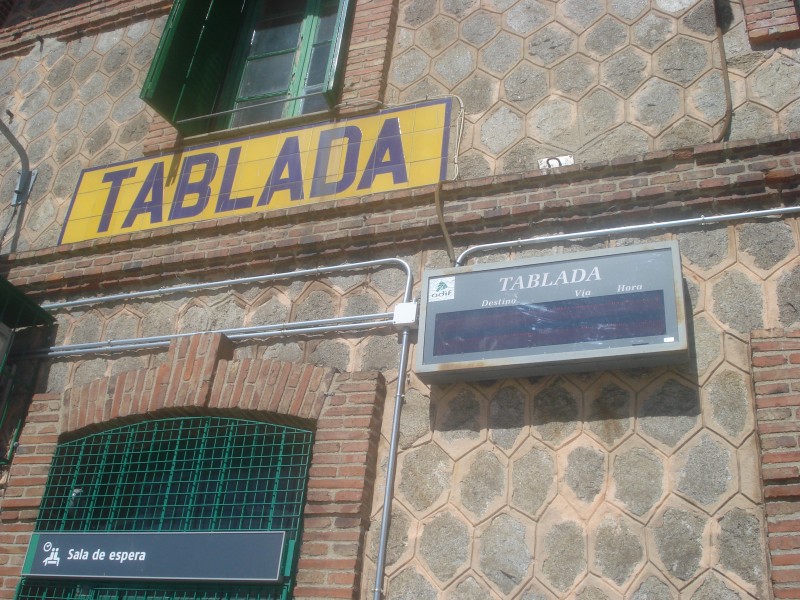 TABLADA
TABLADA
adif
Destino Vía Hora
Sala de espera